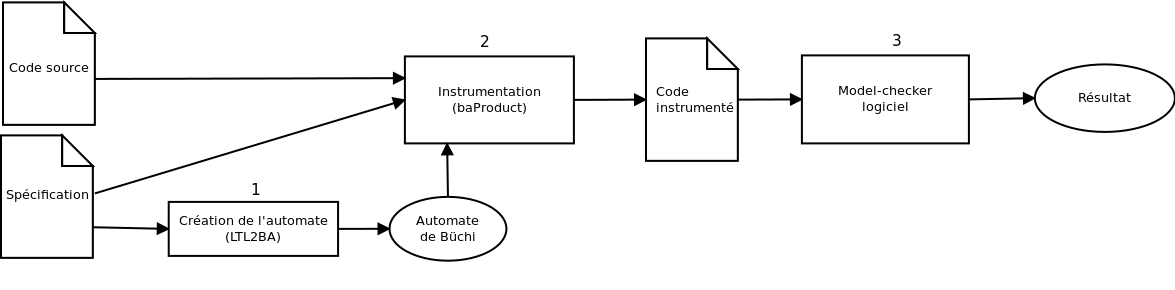 2
3
Code source
Instrumentation
(baProduct)
Code
instrumenté
Model-checker
logiciel
Résultat
Spécification
1
Création de l'automate
(LTL2BA)
Automate
de Büchi